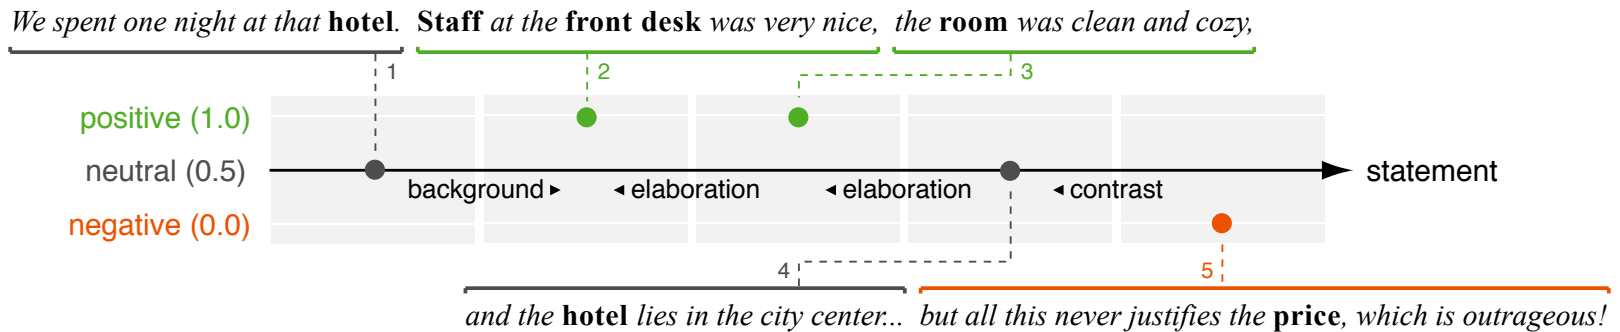 We spent one night at that hotel. Staff at the front desk was very nice, the room was clean and cozy,
1 2 3
positive (1.0)
neutral (0.5) statement
background ► ◄ elaboration ◄ elaboration ◄ contrast
negative (0.0)
4 5
and the hotel lies in the city center... but all this never justifies the price, which is outrageous!